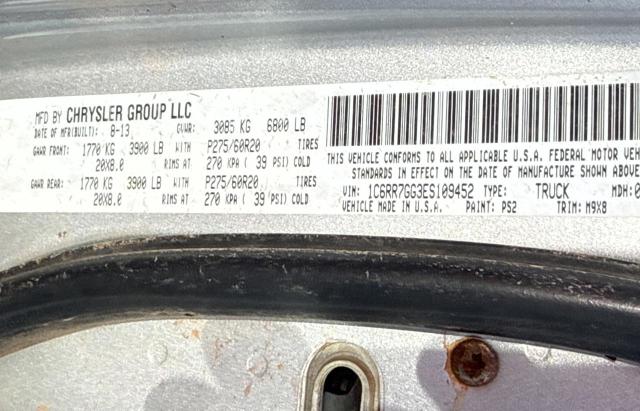 MFD BY CHRYSLER GROUP LLC
DATE OF MFR(BUILT): 8-13 GVWR: 3085 KG 6800 LB
GAWR FRONT: 1770 KG 3900 LB WITH P275/60R20 TIRES
20X8.0 RIMS AT 270 KPA ( 39 PSI) COLD
GAWR REAR: 1770 KG 3900 LB WITH P275/60R20 TIRES
20X8.0 RIMS AT 270 KPA ( 39 PSI) COLD
THIS VEHICLE CONFORMS TO ALL APPLICABLE U.S.A. FEDERAL MOTOR VEH
STANDARDS IN EFFECT ON THE DATE OF MANUFACTURE SHOWN ABOVE
VIN: 1C6RR7GG3ES109452 TYPE: TRUCK MDH:0
VEHICLE MADE IN U.S.A. PAINT: PS2 TRIM: M9X8